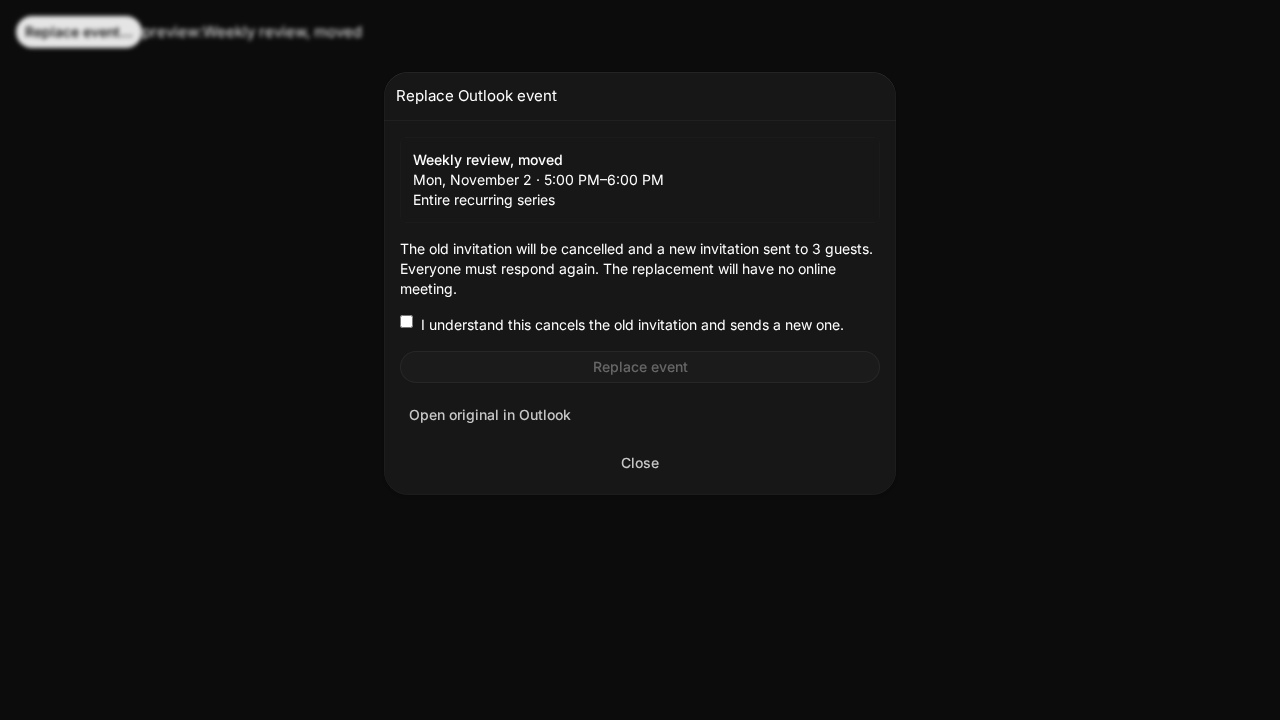 Replace event... preview:Weekly review, moved
Replace Outlook event
Weekly review, moved
Mon, November 2 · 5:00 PM–6:00 PM
Entire recurring series
The old invitation will be cancelled and a new invitation sent to 3 guests.
Everyone must respond again. The replacement will have no online
meeting.
I understand this cancels the old invitation and sends a new one.
Replace event
Open original in Outlook
Close